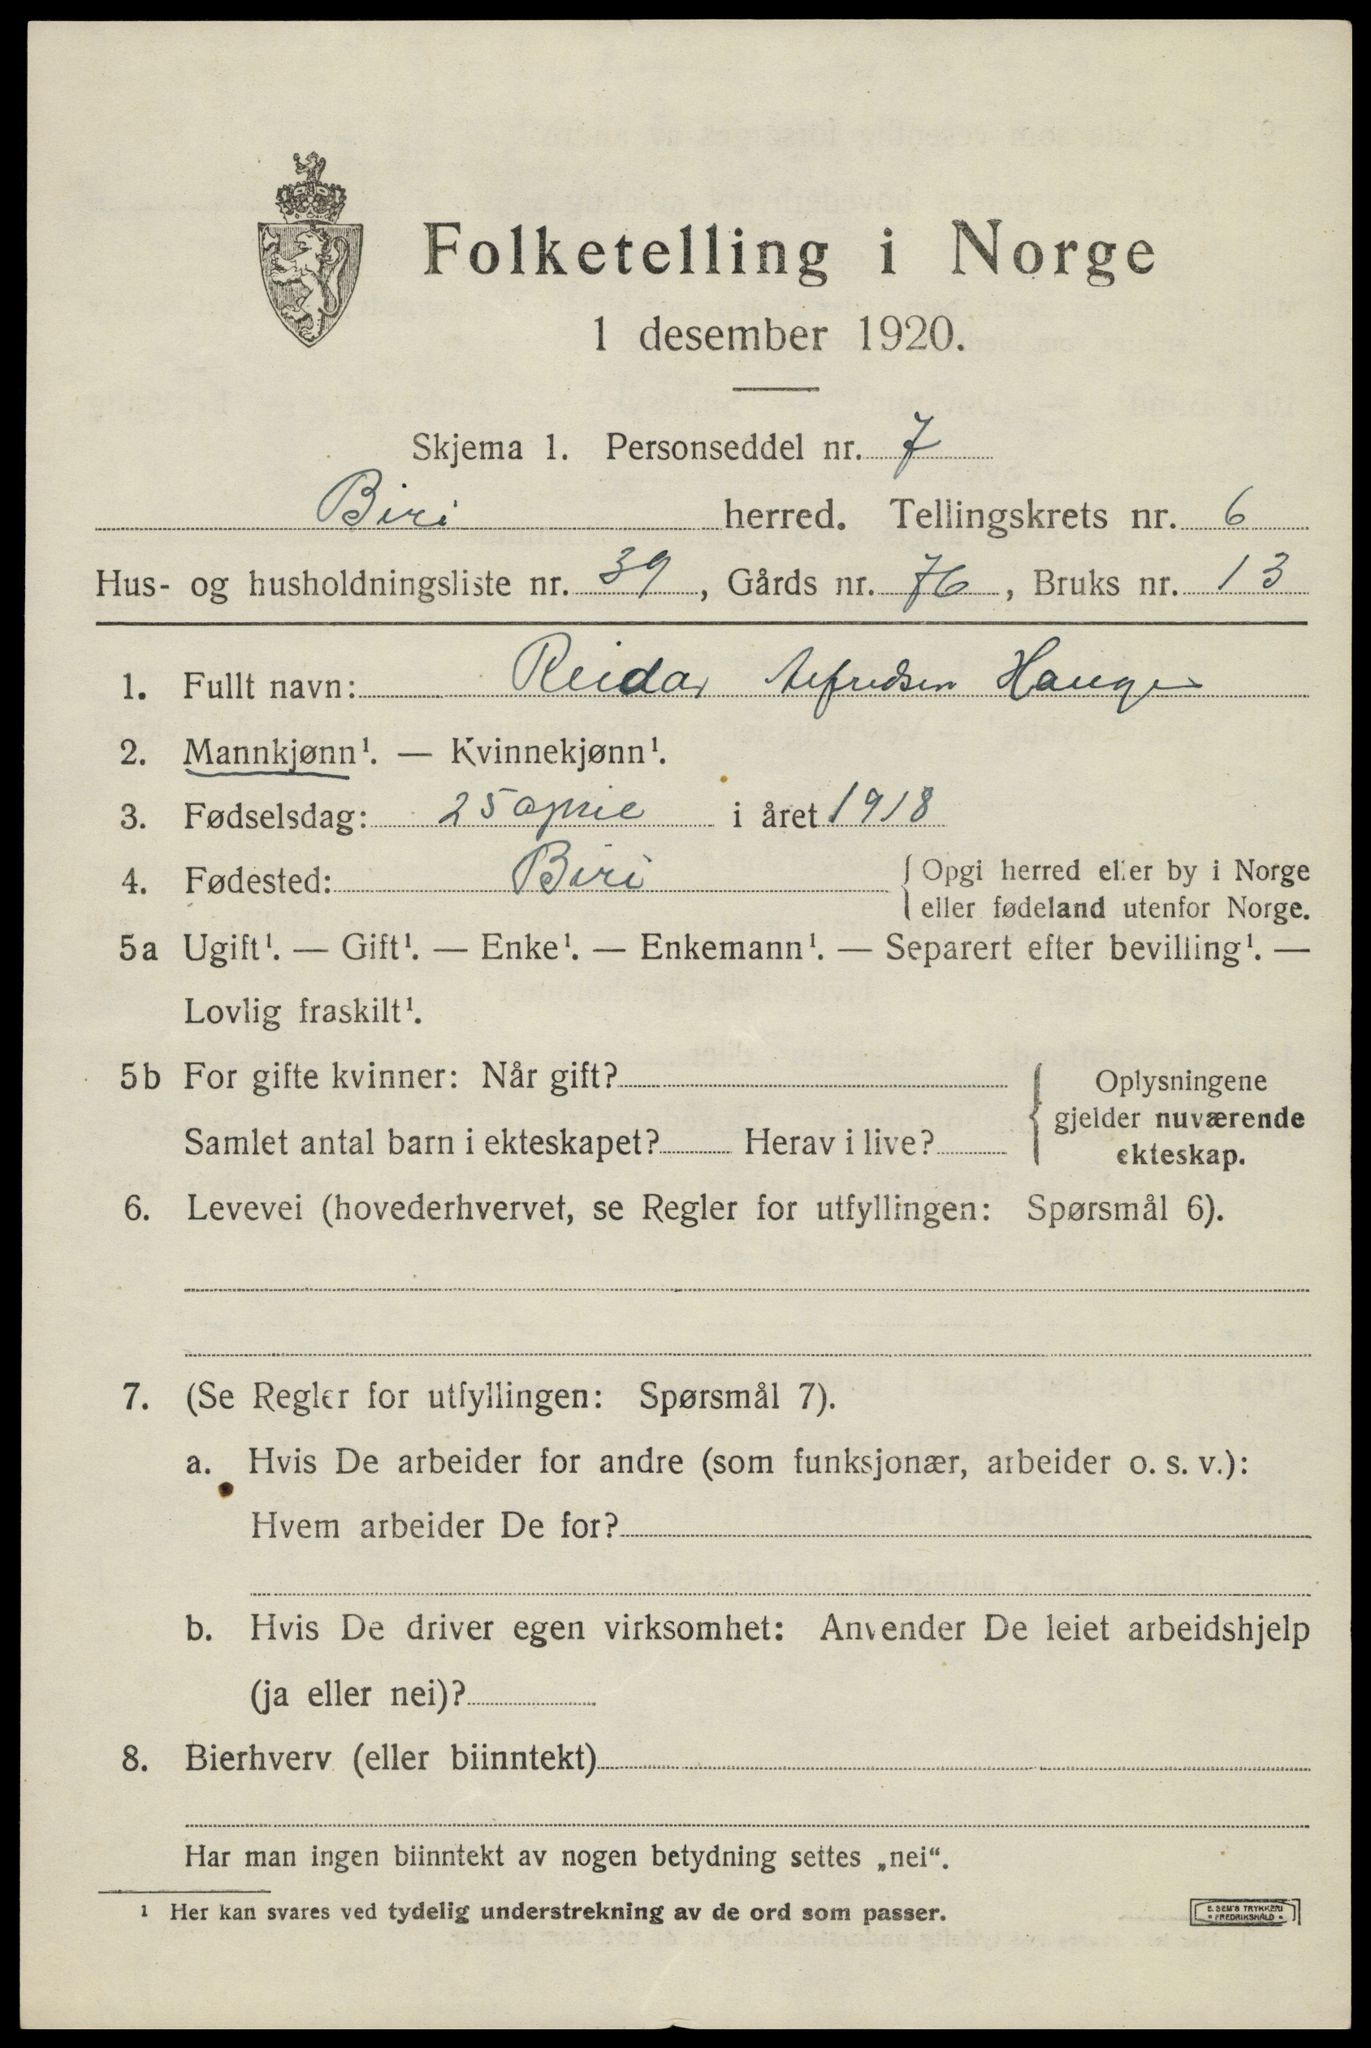 Folketelling i Norge
1 desember 1920.
Skjema 1. Personseddel nr. 7
Biri herred. Tellingskrets nr. 6
Hus- og husholdningsliste nr. 39, Gårds nr. 76, Bruks nr. 13
1. Fullt navn: Reidar Alfredsen Hauge
2. Mannkjønn¹. — Kvinnekjønn¹.
3. Fødselsdag: 25 april i året 1918
4. Fødested: Biri { Opgi herred eller by i Norge
eller fødeland utenfor Norge.
5a Ugift¹. — Gift¹. — Enke¹. — Enkemann¹. — Separert efter bevilling¹. —
Lovlig fraskilt¹.
5b For gifte kvinner: Når gift? { Oplysningene
gjelder nuværende
Samlet antal barn i ekteskapet? Herav i live?
ekteskap.
6. Levevei (hovederhvervet, se Regler for utfyllingen: Spørsmål 6).
7. (Se Regler for utfyllingen: Spørsmål 7).
a. Hvis De arbeider for andre (som funksjonær, arbeider o. s. v.):
Hvem arbeider De for?
b. Hvis De driver egen virksomhet: Anvender De leiet arbeidshjelp
(ja eller nei)?
8. Bierhverv (eller biinntekt)
Har man ingen biinntekt av nogen betydning settes „nei“.
¹ Her kan svares ved tydelig understrekning av de ord som passer.
E. SEM'S TRYKKERI
• FREDRIKSHALD •